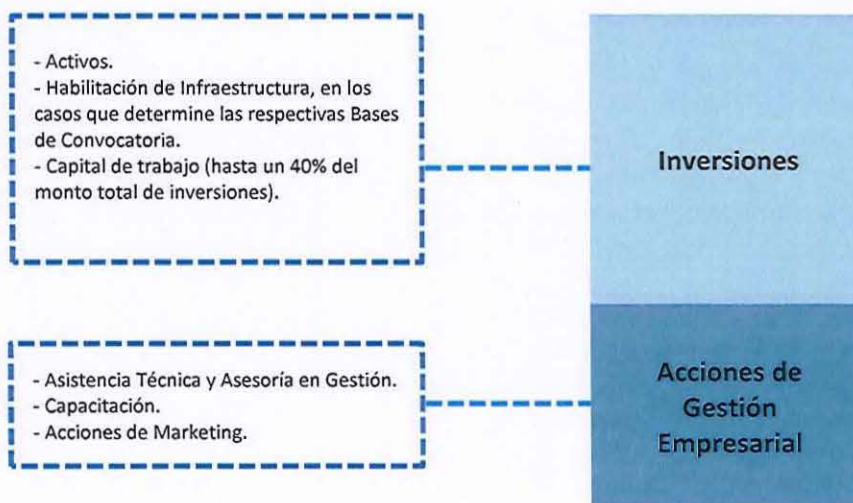 - Activos.
- Habilitación de Infraestructura, en los
casos que determine las respectivas Bases
de Convocatoria.
- Capital de trabajo (hasta un 40% del
monto total de inversiones).
Inversiones
- Asistencia Técnica y Asesoría en Gestión.
- Capacitación.
- Acciones de Marketing.
Acciones de
Gestión
Empresarial